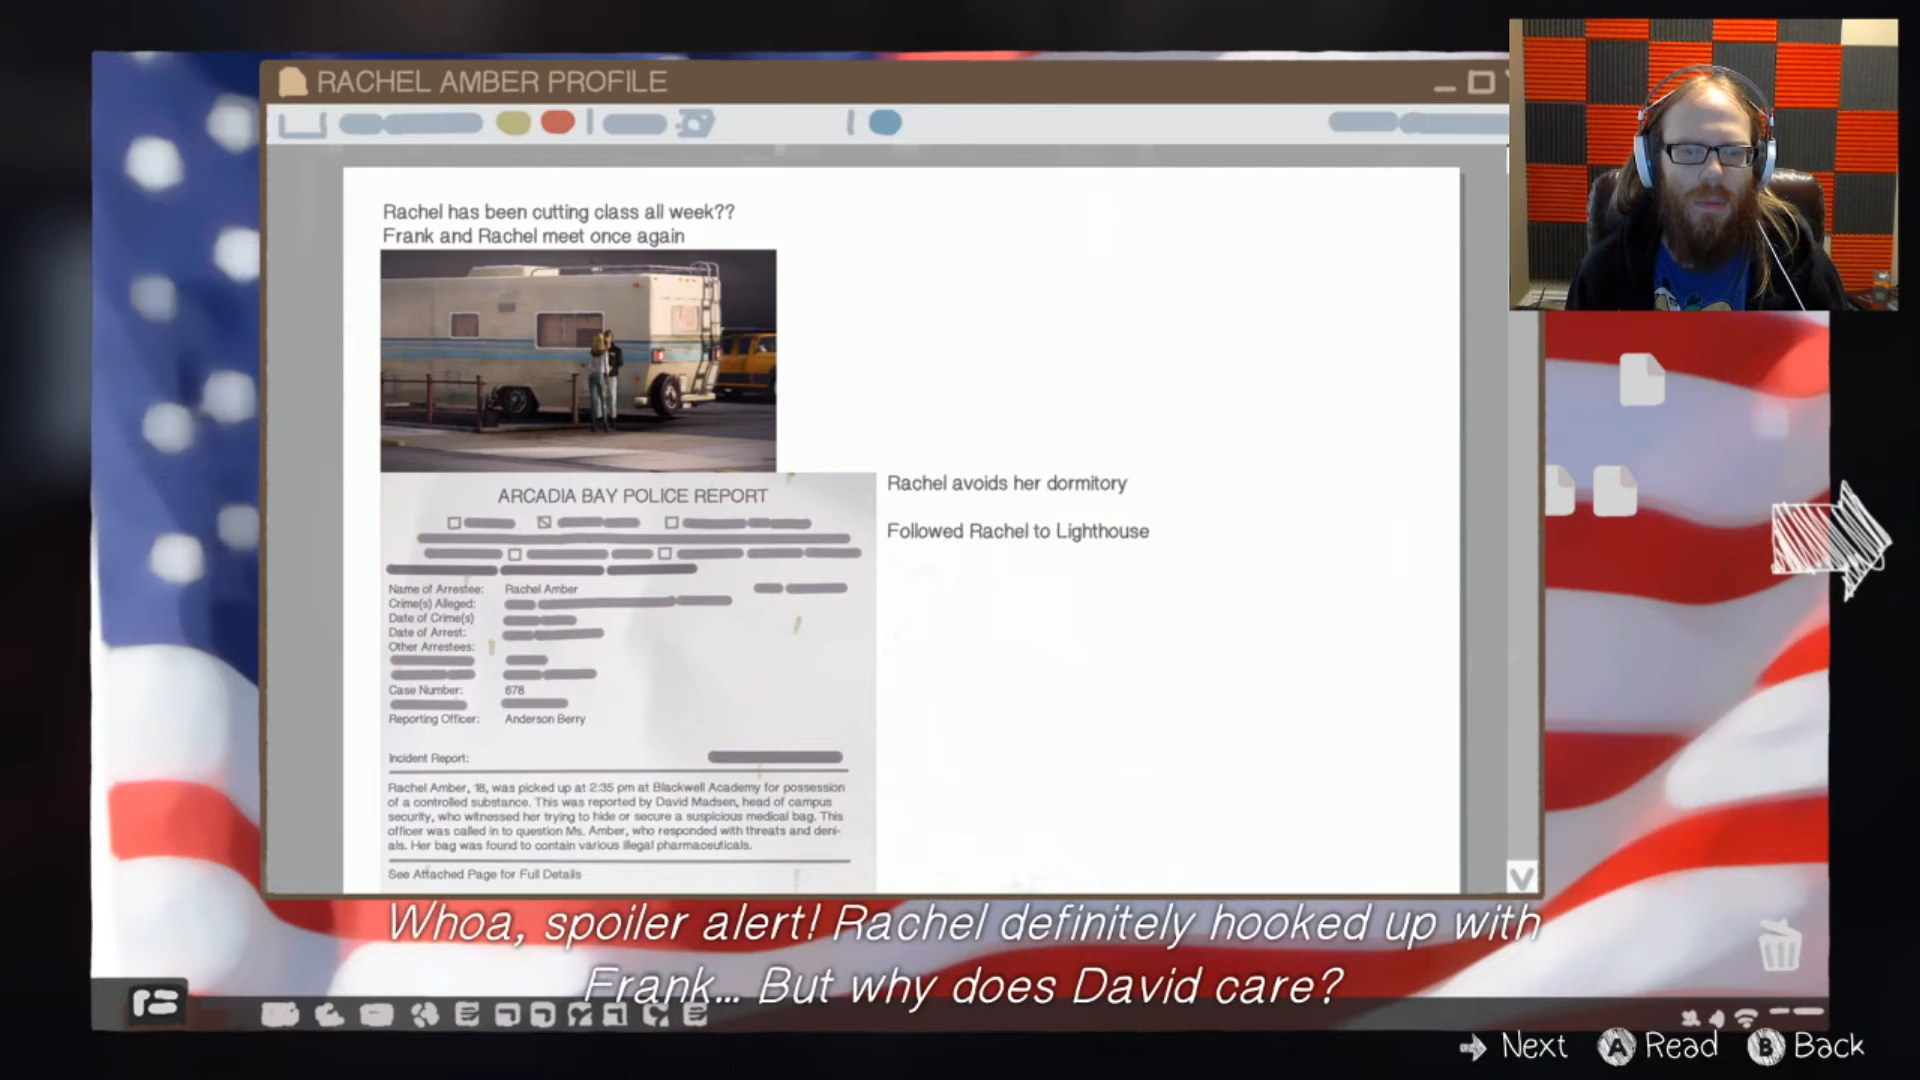 RACHEL AMBER PROFILE
Rachel has been cutting class all week??
Frank and Rachel meet once again
ARCADIA BAY POLICE REPORT
Name of Arrestee: Rachel Amber
Crime(s) Alleged:
Date of Crime(s)
Date of Arrest:
Other Arrestees:
Case Number: 678
Reporting Officer: Anderson Berry
Incident Report:
Rachel Amber, 18, was picked up at 2:35 pm at Blackwell Academy for possession
of a controlled substance. This was reported by David Madsen, head of campus
security, who witnessed her trying to hide or secure a suspicious medical bag. This
officer was called in to question Ms. Amber, who responded with threats and deni-
als. Her bag was found to contain various illegal pharmaceuticals.
See Attached Page for Full Details
Rachel avoids her dormitory
Followed Rachel to Lighthouse
Whoa, spoiler alert! Rachel definitely hooked up with
Frank... But why does David care?
Next A Read B Back